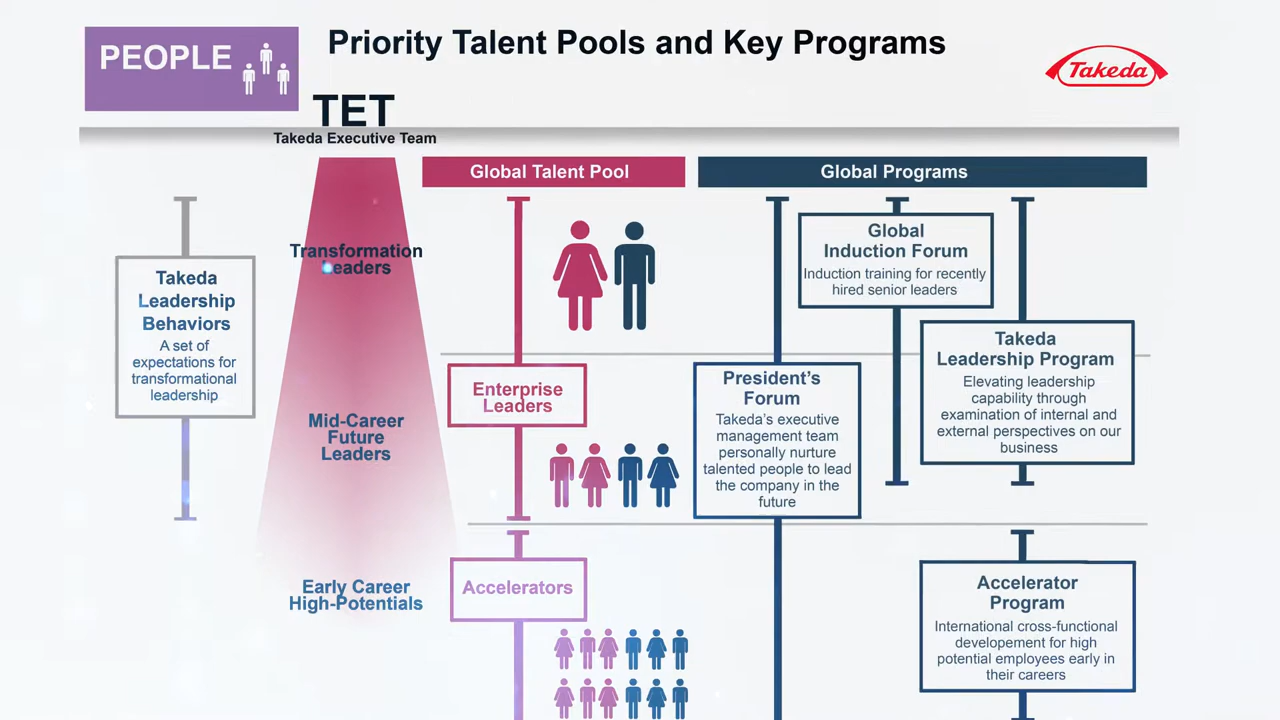 PEOPLE
Priority Talent Pools and Key Programs
Takeda
TET
Takeda Executive Team
Global Talent Pool
Global Programs
Takeda
Leadership
Behaviors
A set of
expectations for
transformational
leadership
Transformation
Leaders
Mid-Career
Future
Leaders
Early Career
High-Potentials
Enterprise
Leaders
Accelerators
President's
Forum
Takeda's executive
management team
personally nurture
talented people to lead
the company in the
future
Global
Induction Forum
Induction training for recently
hired senior leaders
Takeda
Leadership Program
Elevating leadership
capability through
examination of internal and
external perspectives on our
business
Accelerator
Program
International cross-functional
developement for high
potential employees early in
their careers